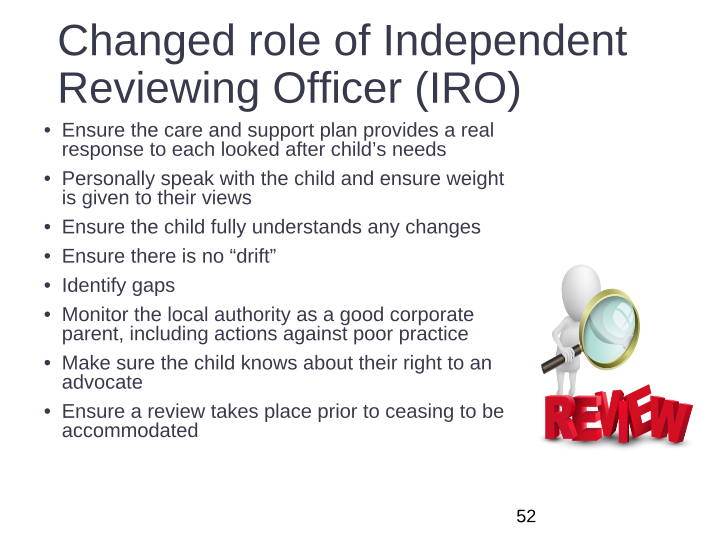 Changed role of Independent
Reviewing Officer (IRO)
• Ensure the care and support plan provides a real
response to each looked after child’s needs
• Personally speak with the child and ensure weight
is given to their views
• Ensure the child fully understands any changes
• Ensure there is no “drift”
• Identify gaps
• Monitor the local authority as a good corporate
parent, including actions against poor practice
• Make sure the child knows about their right to an
advocate
• Ensure a review takes place prior to ceasing to be
accommodated
REVIEW
52